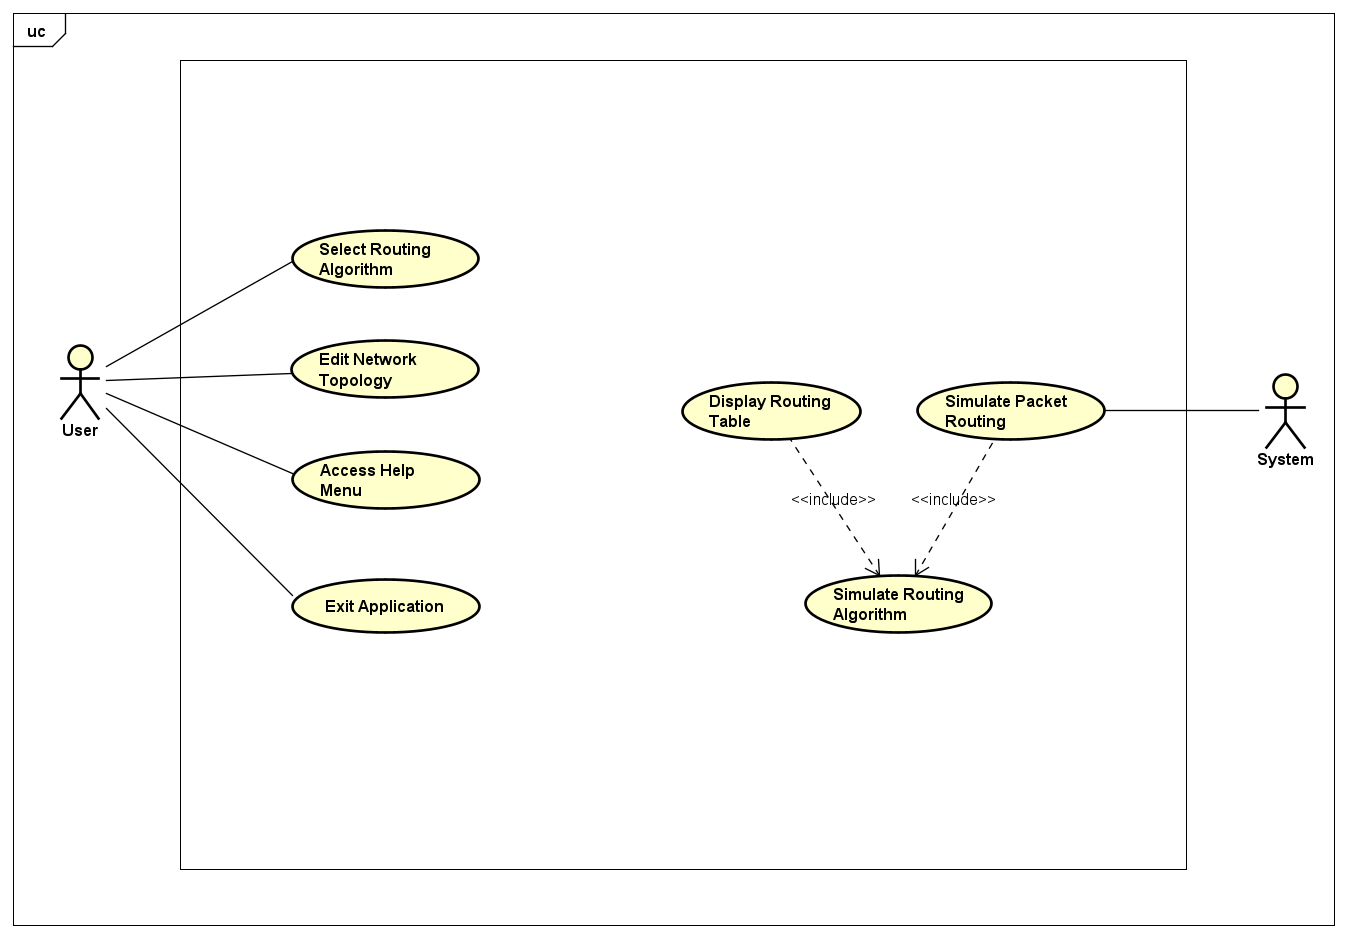 uc
Select Routing
Algorithm
Edit Network
Topology
User
Access Help
Menu
Exit Application
Display Routing
Table
Simulate Packet
Routing
System
<<include>>
<<include>>
Simulate Routing
Algorithm